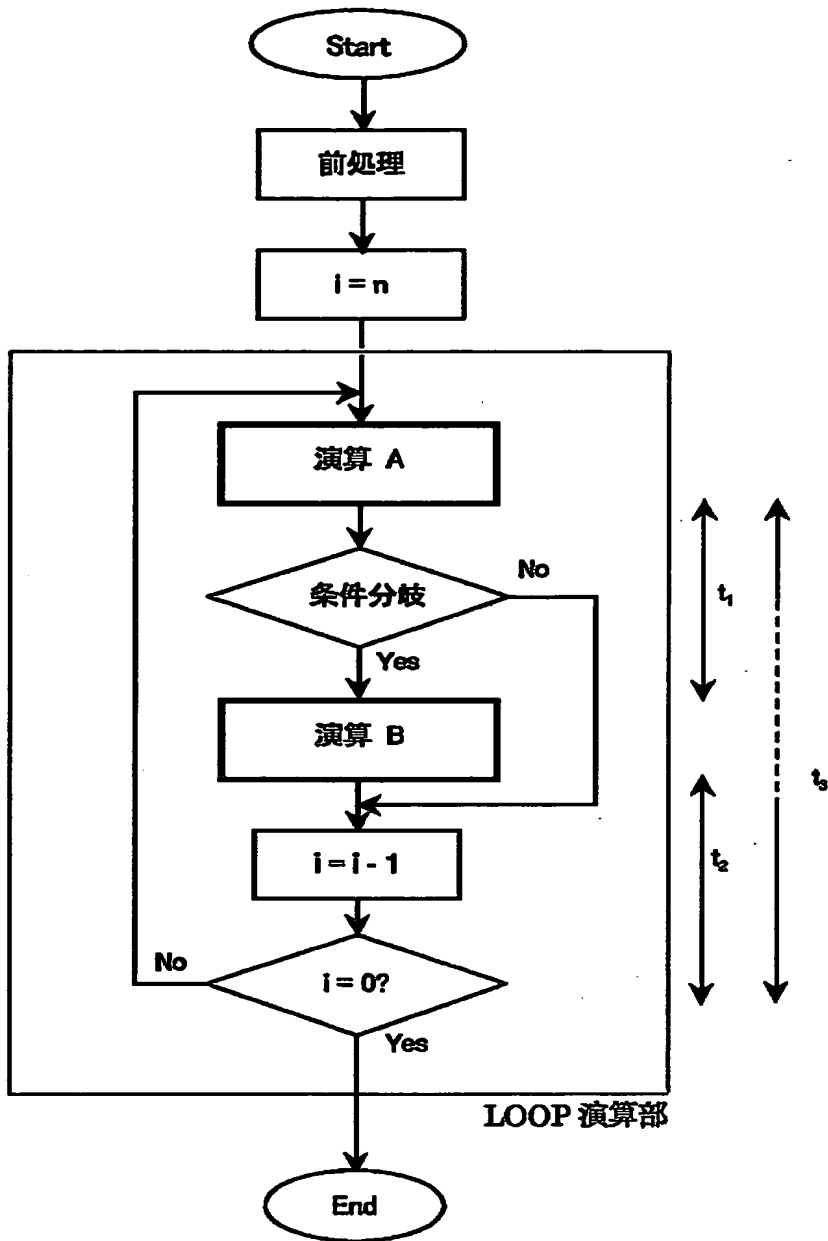 Start
前処理
i = n
演算 A
条件分岐
No
Yes
t₁
演算 B
t₃
i = i - 1
t₂
No
i = 0?
Yes
LOOP 演算部
End